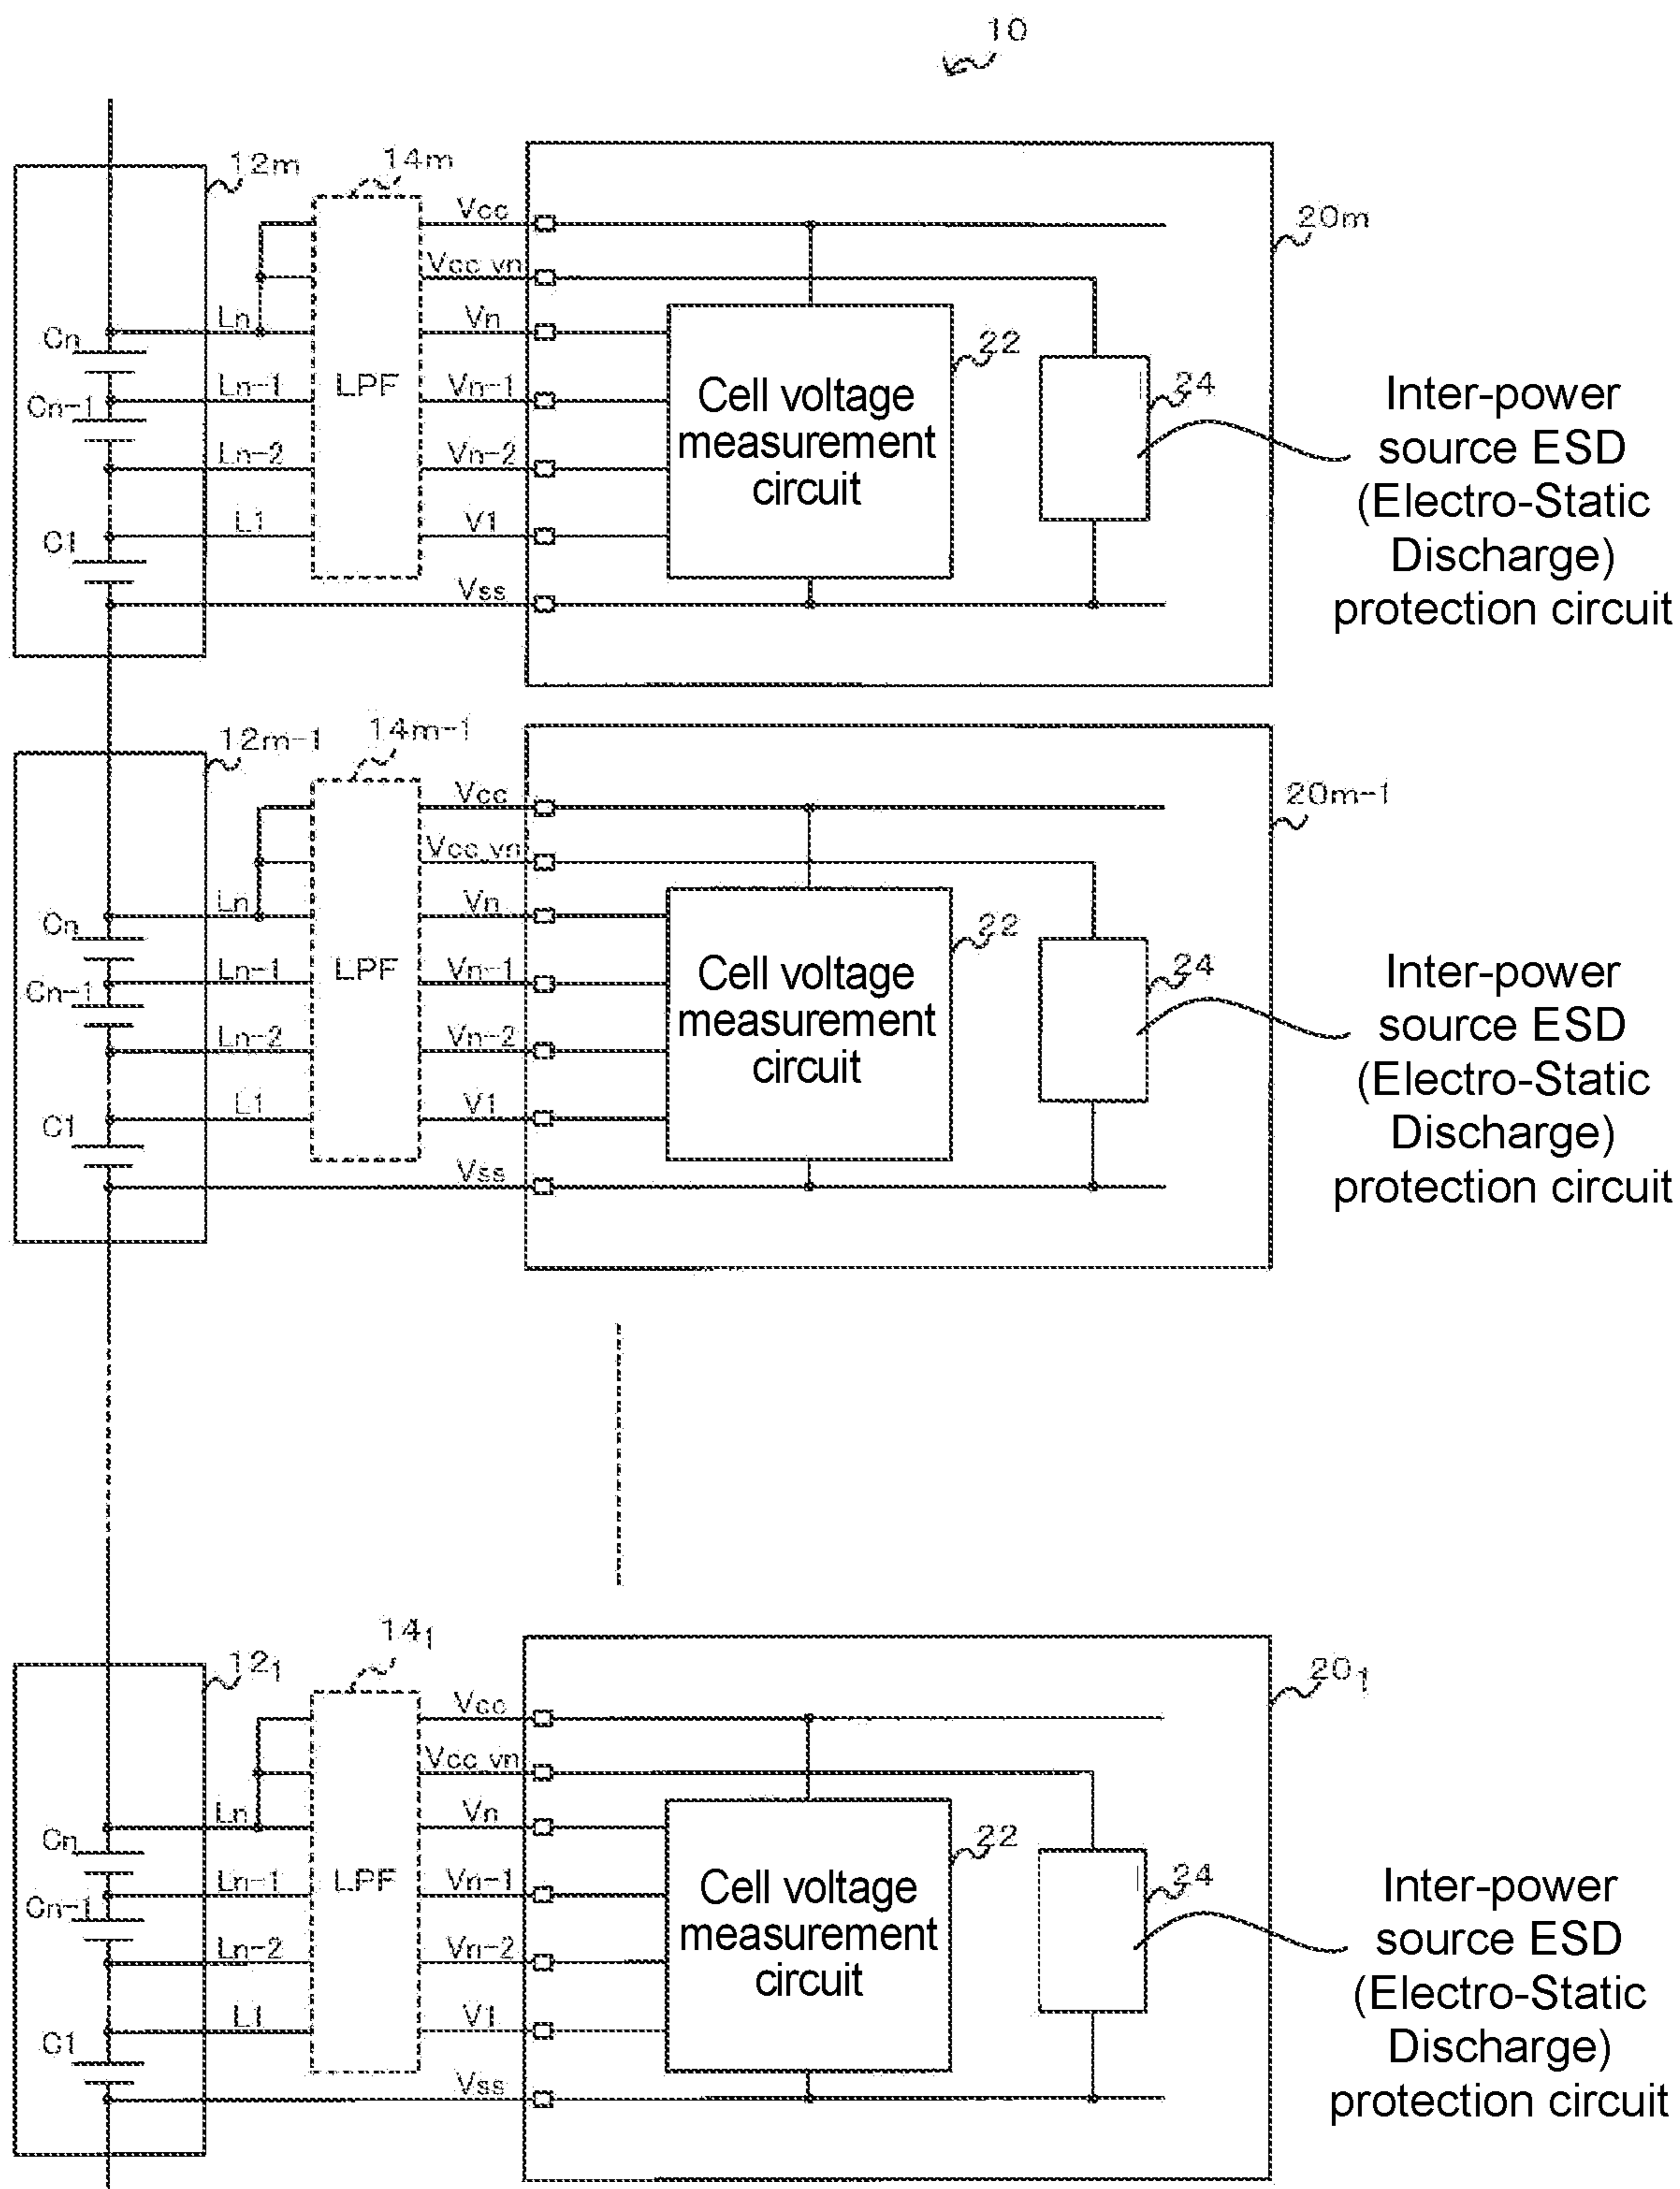 10
12m
14m
20m
Vcc
Vcc_vn
Ln
Vn
22
Cn
Ln-1
LPF
Vn-1
Cell voltage
measurement
circuit
24
Inter-power
source ESD
(Electro-Static
Discharge)
protection circuit
Cn-1
Ln-2
Vn-2
L1
V1
C1
Vss
12m-1
14m-1
20m-1
Vcc
Vcc_vn
Ln
Vn
22
Cn
Ln-1
LPF
Vn-1
Cell voltage
measurement
circuit
24
Inter-power
source ESD
(Electro-Static
Discharge)
protection circuit
Cn-1
Ln-2
Vn-2
L1
V1
C1
Vss
12₁
14₁
20₁
Vcc
Vcc_vn
Ln
Vn
22
Cn
Ln-1
LPF
Vn-1
Cell voltage
measurement
circuit
24
Inter-power
source ESD
(Electro-Static
Discharge)
protection circuit
Cn-1
Ln-2
Vn-2
L1
V1
C1
Vss